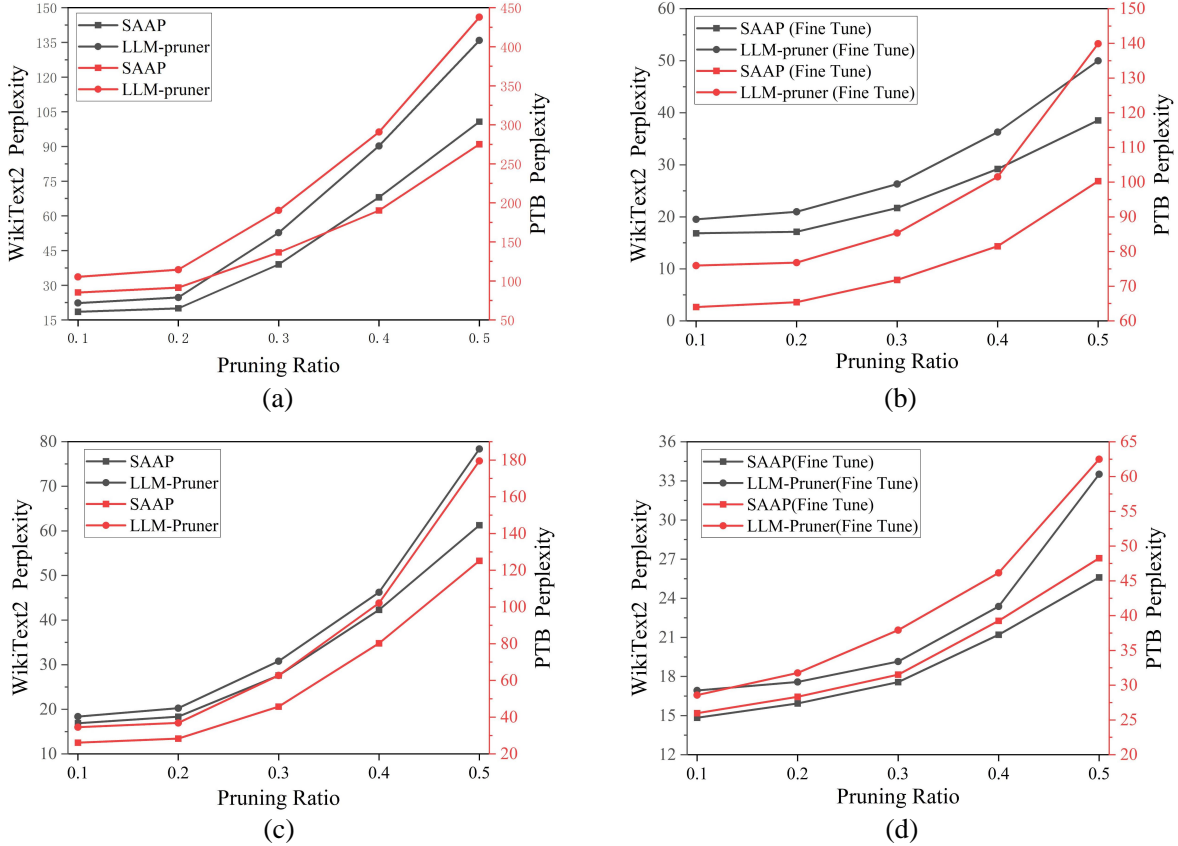 SAAP
LLM-pruner
SAAP
LLM-pruner
WikiText2 Perplexity
150
135
120
105
90
75
60
45
30
15
PTB Perplexity
450
400
350
300
250
200
150
100
50
0.1 0.2 0.3 0.4 0.5
Pruning Ratio
(a)
SAAP (Fine Tune)
LLM-pruner (Fine Tune)
SAAP (Fine Tune)
LLM-pruner (Fine Tune)
WikiText2 Perplexity
60
50
40
30
20
10
0
PTB Perplexity
150
140
130
120
110
100
90
80
70
60
0.1 0.2 0.3 0.4 0.5
Pruning Ratio
(b)
SAAP
LLM-Pruner
SAAP
LLM-Pruner
WikiText2 Perplexity
80
70
60
50
40
30
20
10
PTB Perplexity
180
160
140
120
100
80
60
40
20
0.1 0.2 0.3 0.4 0.5
Pruning Ratio
(c)
SAAP(Fine Tune)
LLM-Pruner(Fine Tune)
SAAP(Fine Tune)
LLM-Pruner(Fine Tune)
WikiText2 Perplexity
36
33
30
27
24
21
18
15
12
PTB Perplexity
65
60
55
50
45
40
35
30
25
20
0.1 0.2 0.3 0.4 0.5
Pruning Ratio
(d)